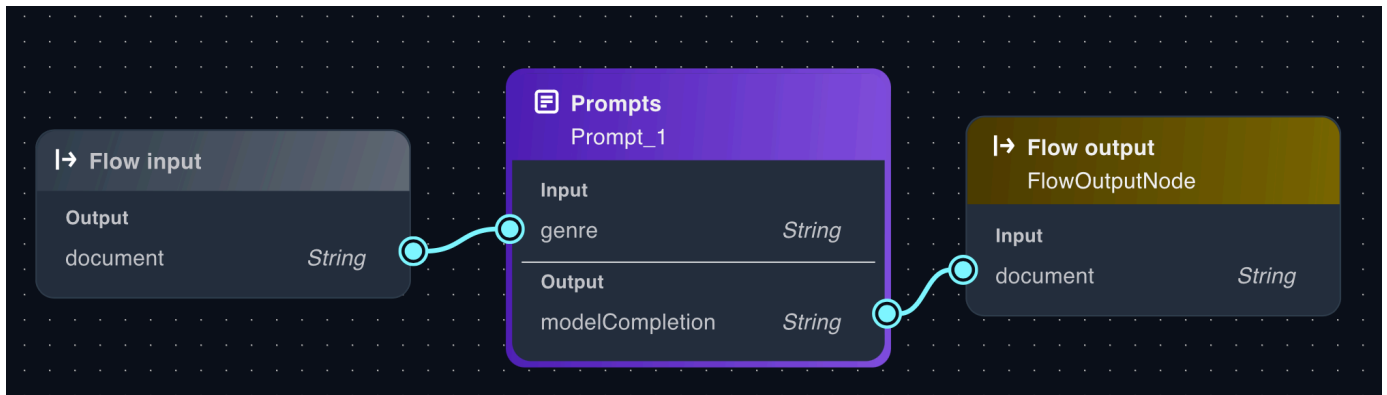 Flow input
Output
document String
Prompts
Prompt_1
Input
genre String
Output
modelCompletion String
Flow output
FlowOutputNode
Input
document String